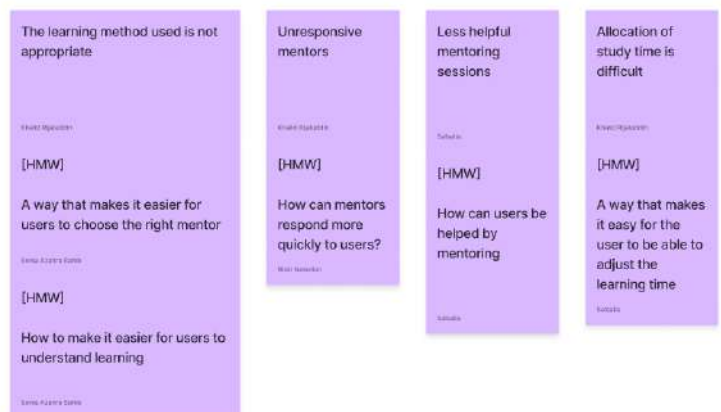 The learning method used is not
appropriate
[HMW]
A way that makes it easier for
users to choose the right mentor
[HMW]
How to make it easier for users to
understand learning
Unresponsive
mentors
[HMW]
How can mentors
respond more
quickly to users?
Less helpful
mentoring
sessions
Sabalia
[HMW]
How can users be
helped by
mentoring
Sabalia
Allocation of
study time is
difficult
[HMW]
A way that makes
it easy for the
user to be able to
adjust the
learning time
Sabalia